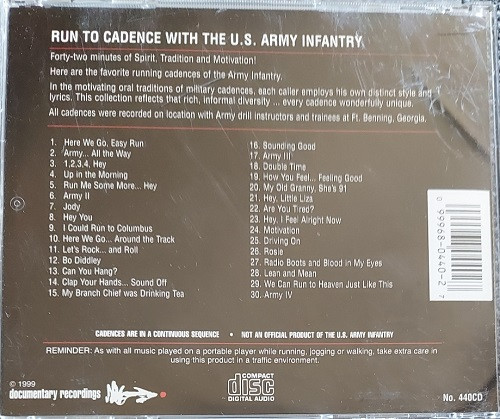 RUN TO CADENCE WITH THE U.S. ARMY INFANTRY
Forty-two minutes of Spirit, Tradition and Motivation!
Here are the favorite running cadences of the Army Infantry.
In the motivating oral traditions of military cadences, each caller employs his own distinct style and
lyrics. This collection reflects that rich, informal diversity ... every cadence wonderfully unique.
All cadences were recorded on location with Army drill instructors and trainees at Ft. Benning, Georgia.
1. Here We Go, Easy Run
2. Army... All the Way
3. 1,2,3,4, Hey
4. Up in the Morning
5. Run Me Some More... Hey
6. Army II
7. Jody
8. Hey You
9. I Could Run to Columbus
10. Here We Go... Around the Track
11. Let's Rock... and Roll
12. Bo Diddley
13. Can You Hang?
14. Clap Your Hands... Sound Off
15. My Branch Chief was Drinking Tea
16. Bounding Good
17. Army III
18. Double Time
19. How You Feel... Feeling Good
20. My Old Granny, She's 91
21. Hey, Little Liza
22. Are You Tired?
23. Hey, I Feel Alright Now
24. Motivation
25. Driving On
26. Rosie
27. Radio Boots and Blood in My Eyes
28. Lean and Mean
29. We Can Run to Heaven Just Like This
30. Army IV
0 99968-0440-2 7
CADENCES ARE IN A CONTINUOUS SEQUENCE • NOT AN OFFICIAL PRODUCT OF THE U.S. ARMY INFANTRY
REMINDER: As with all music played on a portable player while running, jogging or walking, take extra care in
using this product in a traffic environment.
© 1999
documentary recordings
COMPACT
disc
DIGITAL AUDIO
No. 440CD